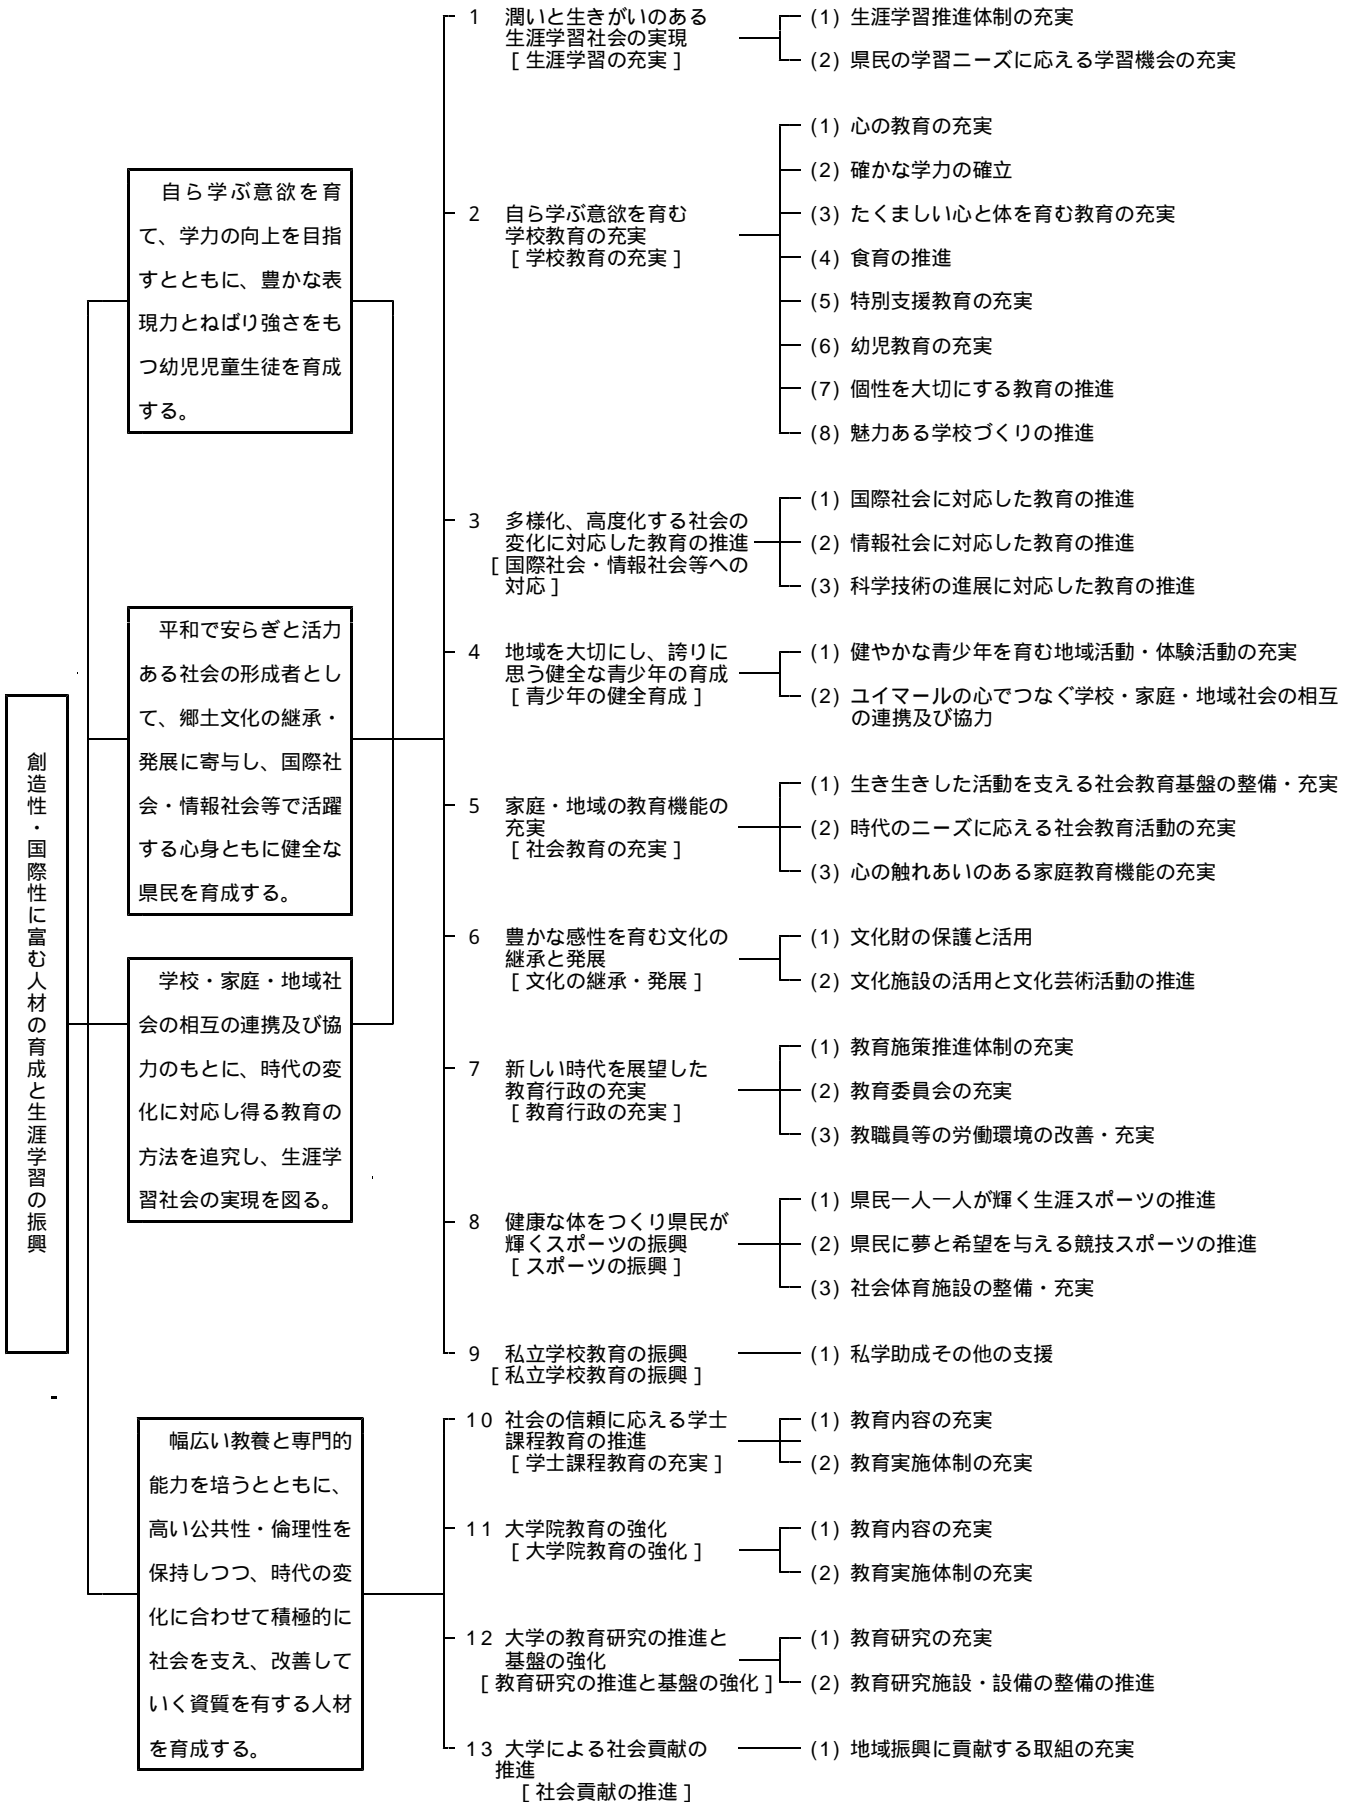 創造性・国際性に富む人材の育成と生涯学習の振興
自ら学ぶ意欲を育
て、学力の向上を目指
すとともに、豊かな表
現力とねばり強さをも
つ幼児児童生徒を育成
する。
平和で安らぎと活力
ある社会の形成者とし
て、郷土文化の継承・
発展に寄与し、国際社
会・情報社会等で活躍
する心身ともに健全な
県民を育成する。
学校・家庭・地域社
会の相互の連携及び協
力のもとに、時代の変
化に対応し得る教育の
方法を追究し、生涯学
習社会の実現を図る。
幅広い教養と専門的
能力を培うとともに、
高い公共性・倫理性を
保持しつつ、時代の変
化に合わせて積極的に
社会を支え、改善して
いく資質を有する人材
を育成する。
1 潤いと生きがいのある
生涯学習社会の実現
[ 生涯学習の充実 ]
(1) 生涯学習推進体制の充実
(2) 県民の学習ニーズに応える学習機会の充実
2 自ら学ぶ意欲を育む
学校教育の充実
[ 学校教育の充実 ]
(1) 心の教育の充実
(2) 確かな学力の確立
(3) たくましい心と体を育む教育の充実
(4) 食育の推進
(5) 特別支援教育の充実
(6) 幼児教育の充実
(7) 個性を大切にする教育の推進
(8) 魅力ある学校づくりの推進
3 多様化、高度化する社会の
変化に対応した教育の推進
[ 国際社会・情報社会等への
対応 ]
(1) 国際社会に対応した教育の推進
(2) 情報社会に対応した教育の推進
(3) 科学技術の進展に対応した教育の推進
4 地域を大切にし、誇りに
思う健全な青少年の育成
[ 青少年の健全育成 ]
(1) 健やかな青少年を育む地域活動・体験活動の充実
(2) ユイマールの心でつなぐ学校・家庭・地域社会の相互
の連携及び協力
5 家庭・地域の教育機能の
充実
[ 社会教育の充実 ]
(1) 生き生きした活動を支える社会教育基盤の整備・充実
(2) 時代のニーズに応える社会教育活動の充実
(3) 心の触れあいのある家庭教育機能の充実
6 豊かな感性を育む文化の
継承と発展
[ 文化の継承・発展 ]
(1) 文化財の保護と活用
(2) 文化施設の活用と文化芸術活動の推進
7 新しい時代を展望した
教育行政の充実
[ 教育行政の充実 ]
(1) 教育施策推進体制の充実
(2) 教育委員会の充実
(3) 教職員等の労働環境の改善・充実
8 健康な体をつくり県民が
輝くスポーツの振興
[ スポーツの振興 ]
(1) 県民一人一人が輝く生涯スポーツの推進
(2) 県民に夢と希望を与える競技スポーツの推進
(3) 社会体育施設の整備・充実
9 私立学校教育の振興
[ 私立学校教育の振興 ]
(1) 私学助成その他の支援
10 社会の信頼に応える学士
課程教育の推進
[ 学士課程教育の充実 ]
(1) 教育内容の充実
(2) 教育実施体制の充実
11 大学院教育の強化
[ 大学院教育の強化 ]
(1) 教育内容の充実
(2) 教育実施体制の充実
12 大学の教育研究の推進と
基盤の強化
[ 教育研究の推進と基盤の強化 ]
(1) 教育研究の充実
(2) 教育研究施設・設備の整備の推進
13 大学による社会貢献の
推進
[ 社会貢献の推進 ]
(1) 地域振興に貢献する取組の充実